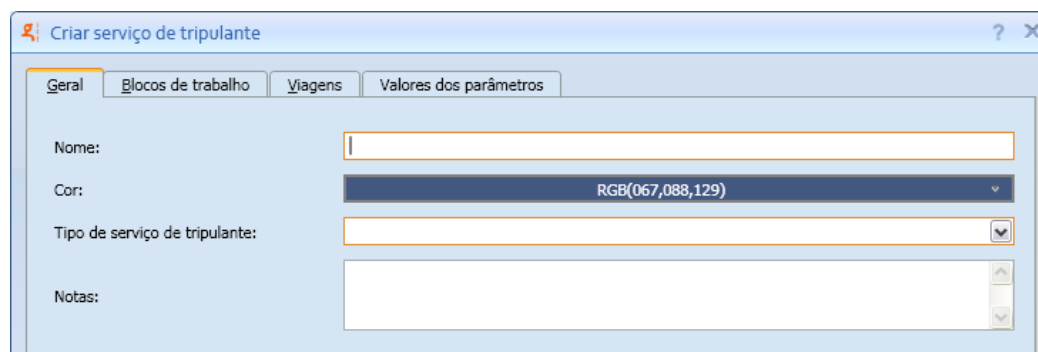 Criar serviço de tripulante
Geral Blocos de trabalho Viagens Valores dos parâmetros
Nome:
Cor: RGB(067,088,129)
Tipo de serviço de tripulante:
Notas: